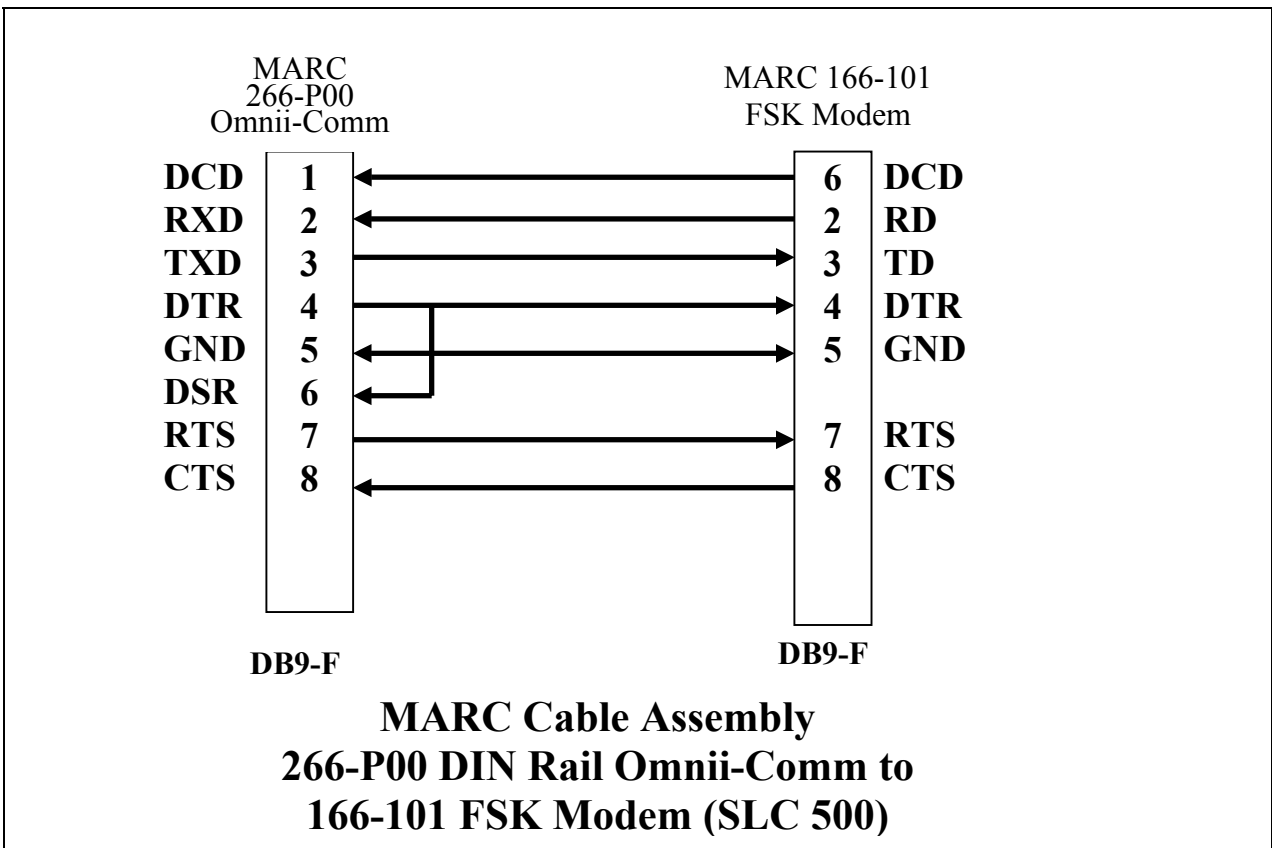 MARC
266-P00
Omnii-Comm
MARC 166-101
FSK Modem
DCD 1 6 DCD
RXD 2 2 RD
TXD 3 3 TD
DTR 4 4 DTR
GND 5 5 GND
DSR 6
RTS 7 7 RTS
CTS 8 8 CTS
DB9-F DB9-F
MARC Cable Assembly
266-P00 DIN Rail Omnii-Comm to
166-101 FSK Modem (SLC 500)